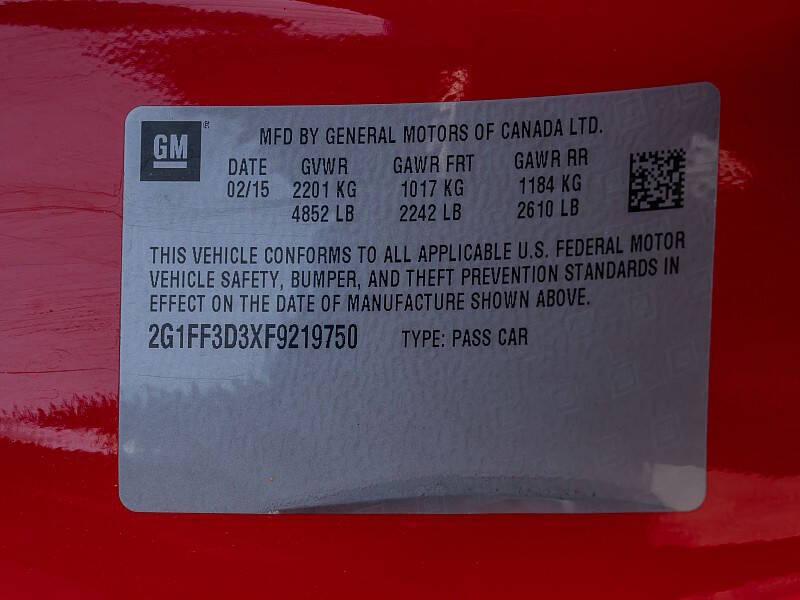 GM
MFD BY GENERAL MOTORS OF CANADA LTD.
DATE GVWR GAWR FRT GAWR RR
02/15 2201 KG 1017 KG 1184 KG
4852 LB 2242 LB 2610 LB
THIS VEHICLE CONFORMS TO ALL APPLICABLE U.S. FEDERAL MOTOR
VEHICLE SAFETY, BUMPER, AND THEFT PREVENTION STANDARDS IN
EFFECT ON THE DATE OF MANUFACTURE SHOWN ABOVE.
2G1FF3D3XF9219750 TYPE: PASS CAR